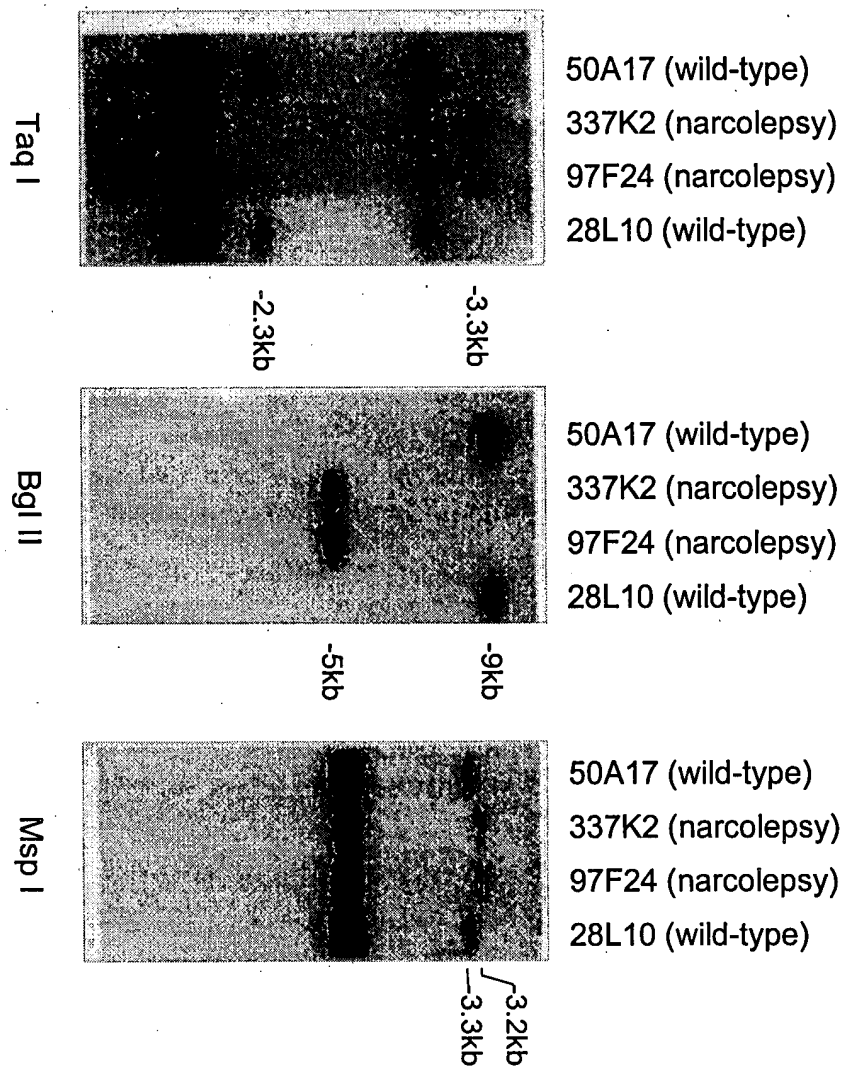 50A17 (wild-type)
337K2 (narcolepsy)
97F24 (narcolepsy)
28L10 (wild-type)
Taq I
-2.3kb
-3.3kb
50A17 (wild-type)
337K2 (narcolepsy)
97F24 (narcolepsy)
28L10 (wild-type)
Bgl II
-5kb
-9kb
50A17 (wild-type)
337K2 (narcolepsy)
97F24 (narcolepsy)
28L10 (wild-type)
Msp I
-3.3kb
-3.2kb